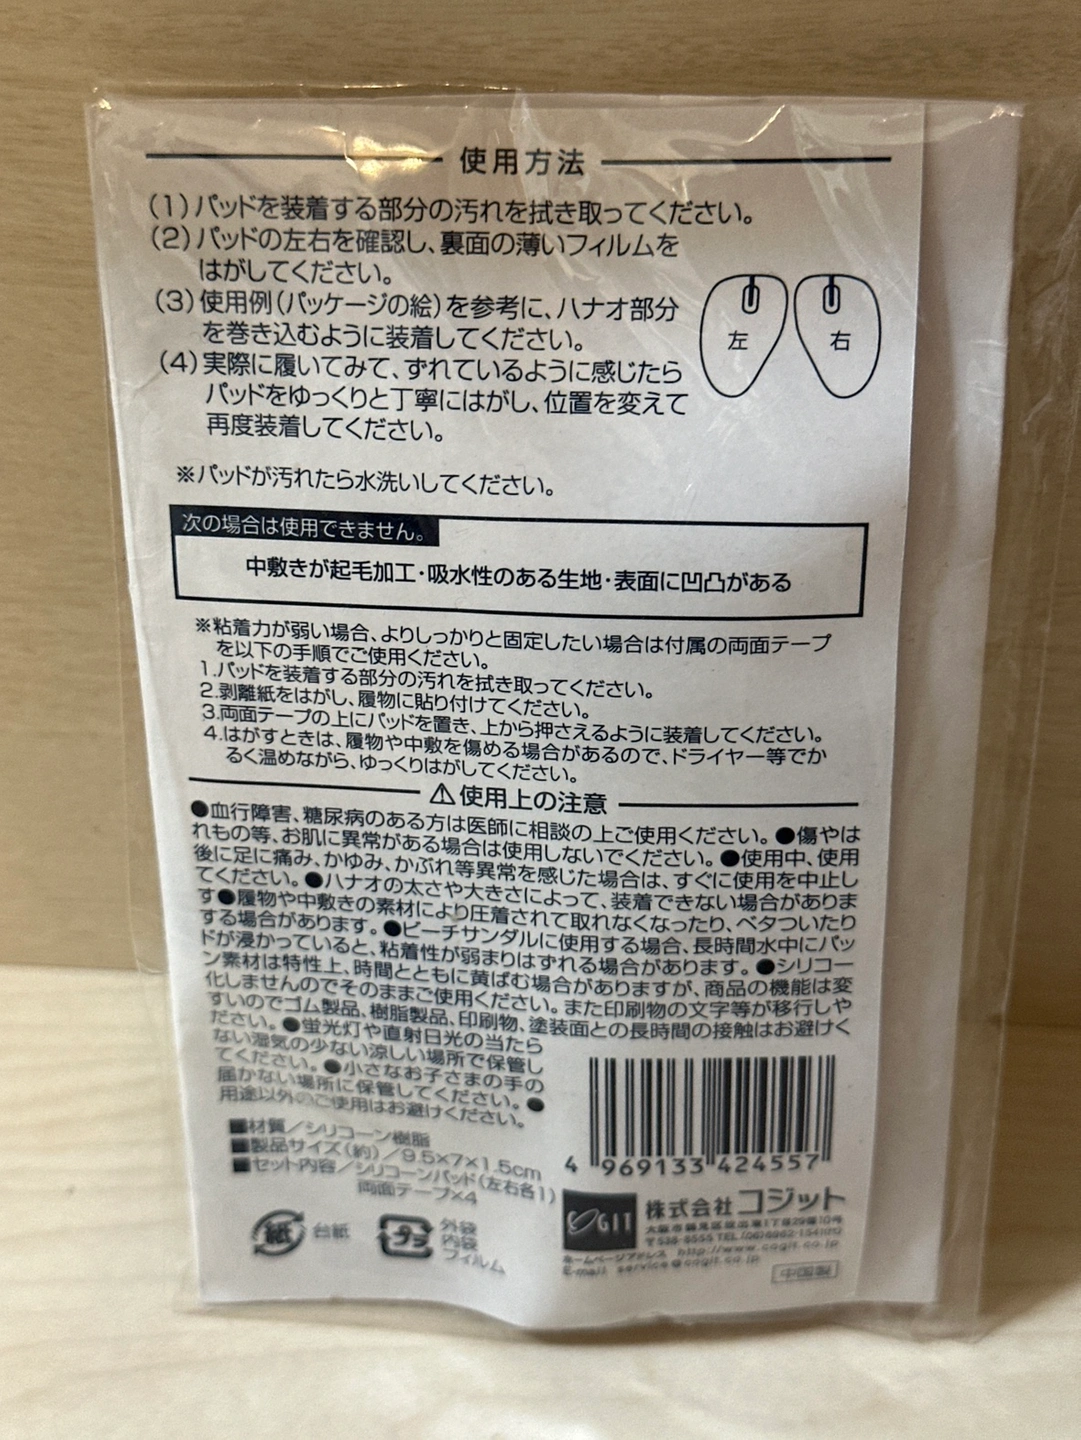 使用方法
(1)パッドを装着する部分の汚れを拭き取ってください。
(2)パッドの左右を確認し、裏面の薄いフィルムを
はがしてください。
(3)使用例(パッケージの絵)を参考に、ハナオ部分
を巻き込むように装着してください。
(4)実際に履いてみて、ずれているように感じたら
パッドをゆっくりと丁寧にはがし、位置を変えて
再度装着してください。
左
右
※パッドが汚れたら水洗いしてください。
次の場合は使用できません。
中敷きが起毛加工・吸水性のある生地・表面に凹凸がある
※粘着力が弱い場合、よりしっかりと固定したい場合は付属の両面テープ
を以下の手順でご使用ください。
1.パッドを装着する部分の汚れを拭き取ってください。
2.剥離紙をはがし、履物に貼り付けてください。
3.両面テープの上にパッドを置き、上から押さえるように装着してください。
4.はがすときは、履物や中敷を傷める場合があるので、ドライヤー等でか
るく温めながら、ゆっくりはがしてください。
⚠使用上の注意
●血行障害、糖尿病のある方は医師に相談の上ご使用ください。●傷やは
れもの等、お肌に異常がある場合は使用しないでください。●使用中、使用
後に足に痛み、かゆみ、かぶれ等異常を感じた場合は、すぐに使用を中止し
てください。●ハナオの太さや大きさによって、装着できない場合がありま
す●履物や中敷きの素材により圧着されて取れなくなったり、ベタついたり
する場合があります。●ビーチサンダルに使用する場合、長時間水中にパッ
ドが浸かっていると、粘着性が弱まりはずれる場合があります。●シリコー
ン素材は特性上、時間とともに黄ばむ場合がありますが、商品の機能は変
化しませんのでそのままご使用ください。また印刷物の文字等が移行しや
すいのでゴム製品、樹脂製品、印刷物、塗装面との長時間の接触はお避けく
ださい。●蛍光灯や直射日光の当たら
ない湿気の少ない涼しい場所で保管し
てください。●小さなお子さまの手の
届かない場所に保管してください。●
用途以外のご使用はお避けください。
■材質/シリコーン樹脂
■製品サイズ(約)/9.5×7×1.5cm
■セット内容/シリコーンパッド(左右各1)
両面テープ×4
紙 台紙
プラ 外袋
内袋
フィルム
4 969133 424557
COGIT 株式会社コジット
ホームページアドレス http://www.cogit.co.jp
E-mail service@cogit.co.jp